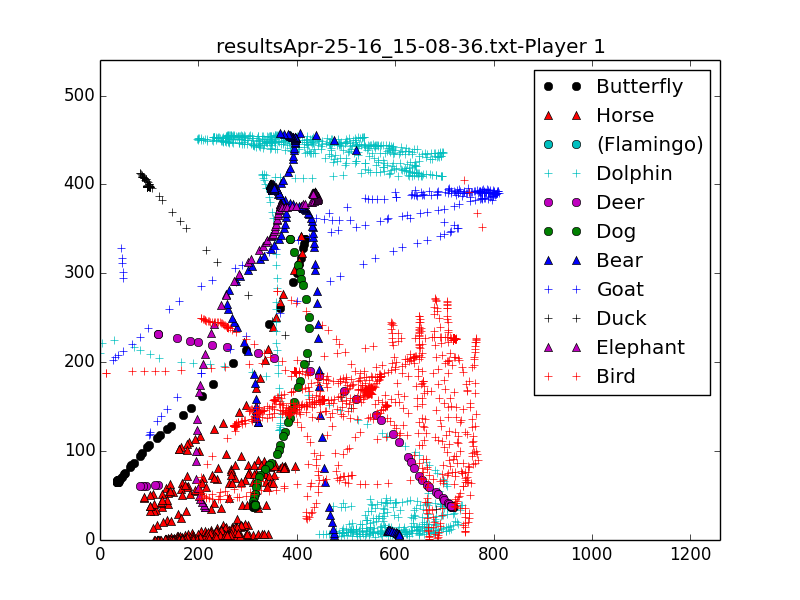 resultsApr-25-16_15-08-36.txt-Player 1
500
400
300
200
100
0
0 200 400 600 800 1000 1200
Butterfly
Horse
(Flamingo)
Dolphin
Deer
Dog
Bear
Goat
Duck
Elephant
Bird